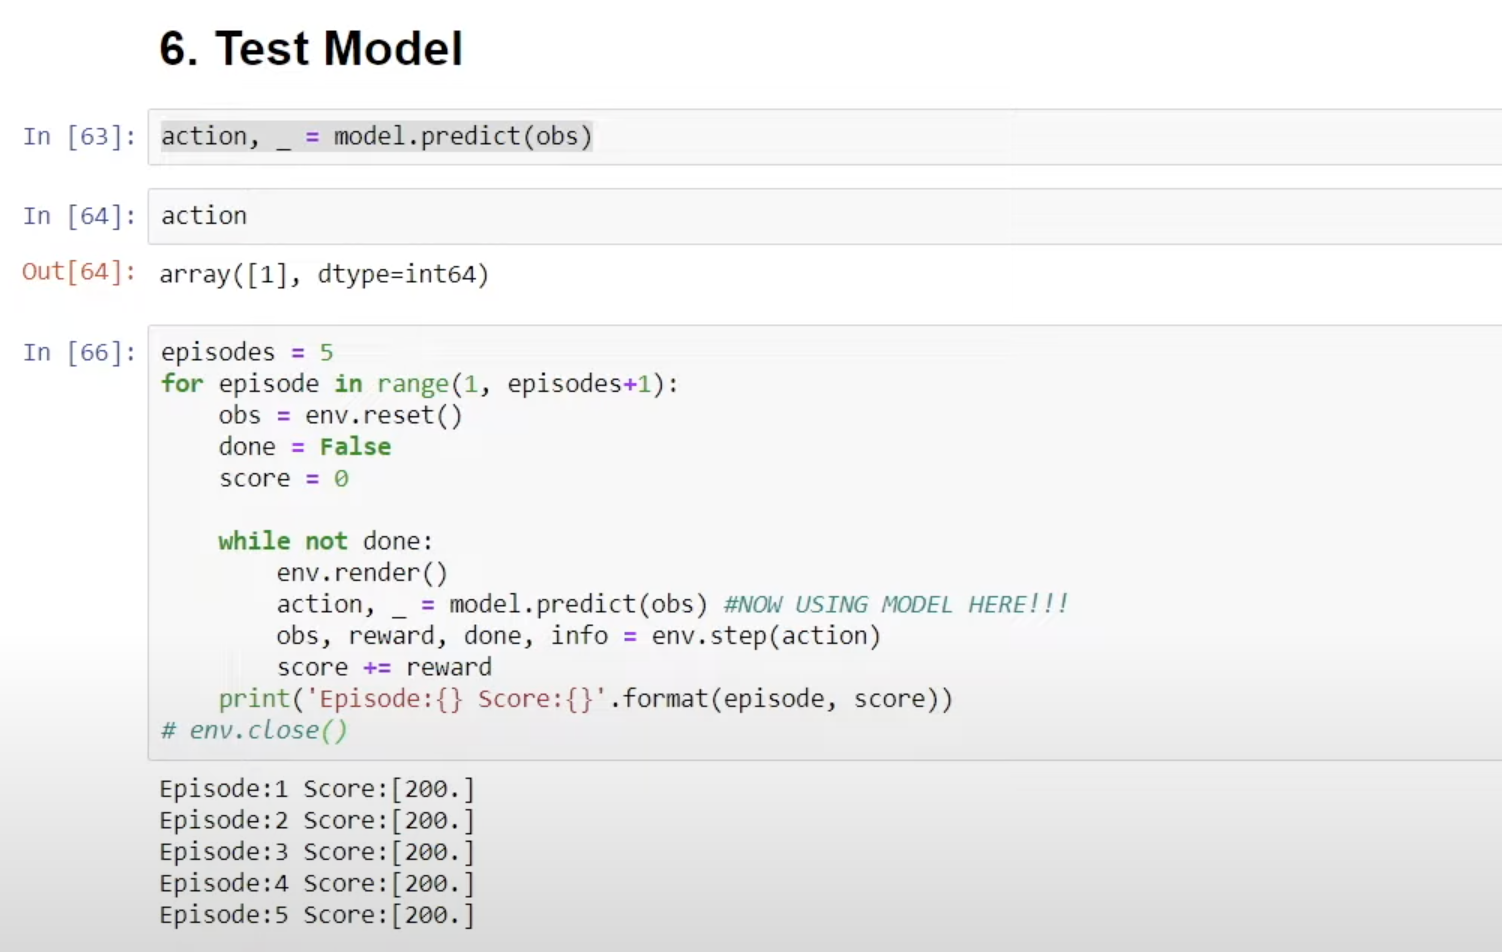 6. Test Model
In [63]: action, _ = model.predict(obs)
In [64]: action
Out[64]: array([1], dtype=int64)
In [66]: episodes = 5
for episode in range(1, episodes+1):
    obs = env.reset()
    done = False
    score = 0
    while not done:
        env.render()
        action, _ = model.predict(obs) #NOW USING MODEL HERE!!!
        obs, reward, done, info = env.step(action)
        score += reward
    print('Episode:{} Score:{}'.format(episode, score))
# env.close()
Episode:1 Score:[200.]
Episode:2 Score:[200.]
Episode:3 Score:[200.]
Episode:4 Score:[200.]
Episode:5 Score:[200.]